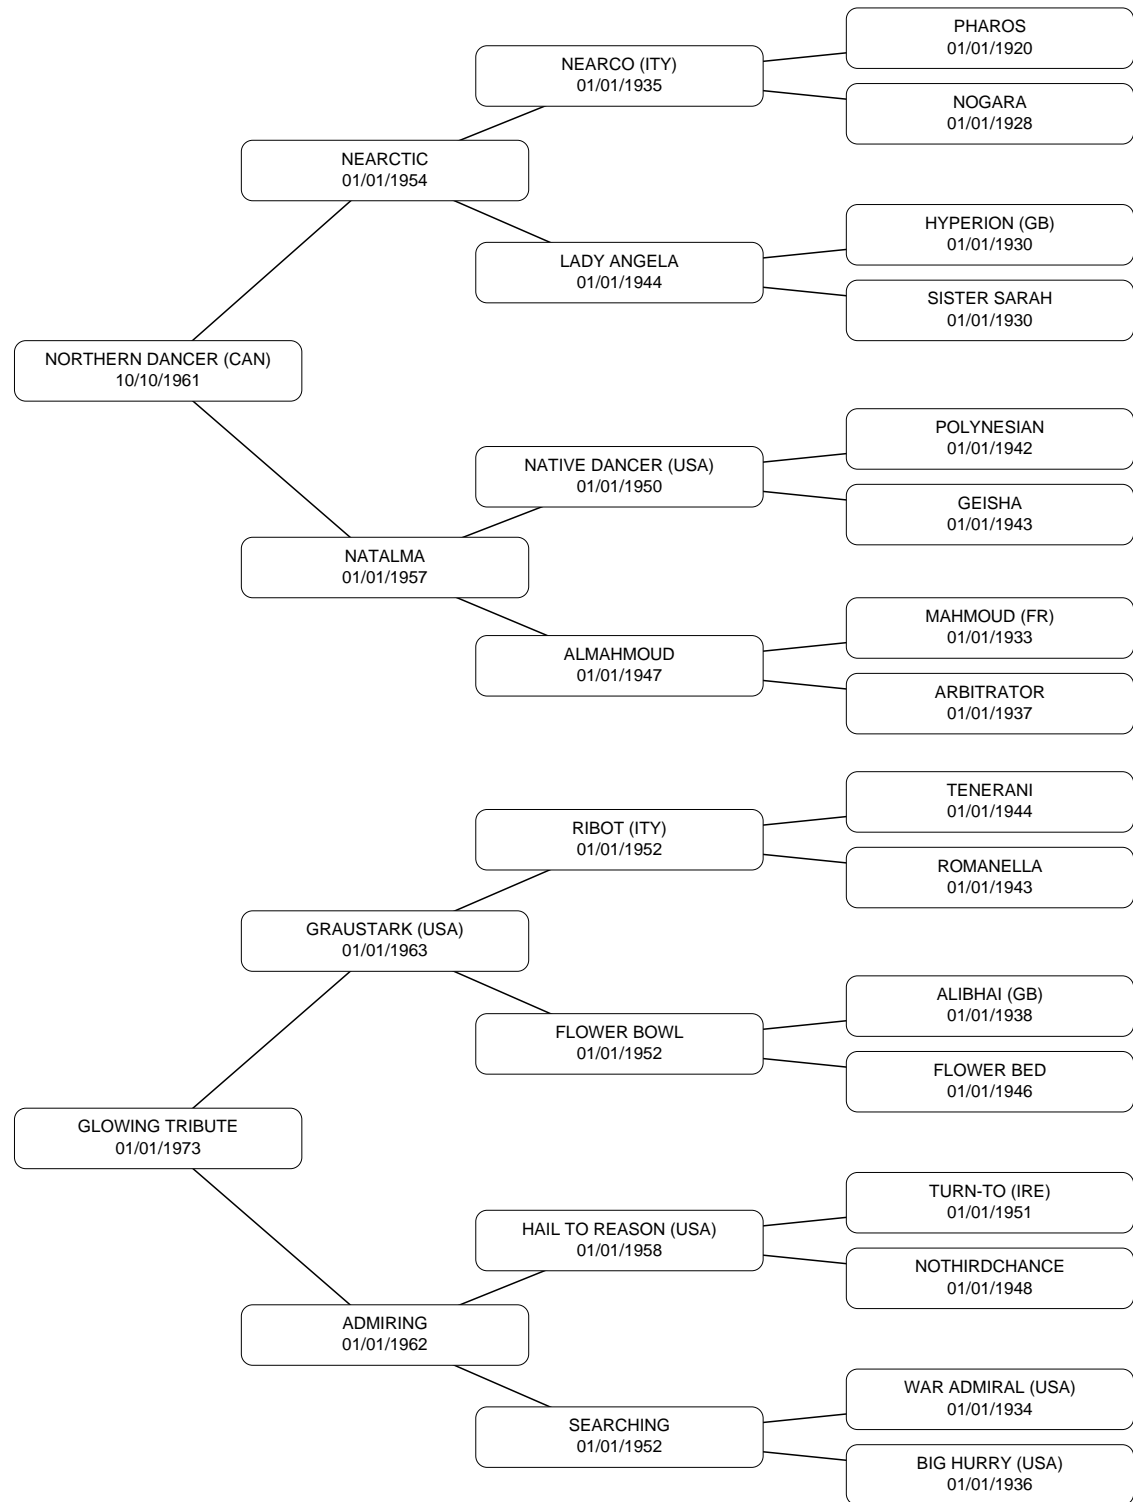 PHAROS
01/01/1920
NEARCO (ITY)
01/01/1935
NOGARA
01/01/1928
NEARCTIC
01/01/1954
HYPERION (GB)
01/01/1930
LADY ANGELA
01/01/1944
SISTER SARAH
01/01/1930
NORTHERN DANCER (CAN)
10/10/1961
POLYNESIAN
01/01/1942
NATIVE DANCER (USA)
01/01/1950
GEISHA
01/01/1943
NATALMA
01/01/1957
MAHMOUD (FR)
01/01/1933
ALMAHMOUD
01/01/1947
ARBITRATOR
01/01/1937
TENERANI
01/01/1944
RIBOT (ITY)
01/01/1952
ROMANELLA
01/01/1943
GRAUSTARK (USA)
01/01/1963
ALIBHAI (GB)
01/01/1938
FLOWER BOWL
01/01/1952
FLOWER BED
01/01/1946
GLOWING TRIBUTE
01/01/1973
TURN-TO (IRE)
01/01/1951
HAIL TO REASON (USA)
01/01/1958
NOTHIRDCHANCE
01/01/1948
ADMIRING
01/01/1962
WAR ADMIRAL (USA)
01/01/1934
SEARCHING
01/01/1952
BIG HURRY (USA)
01/01/1936